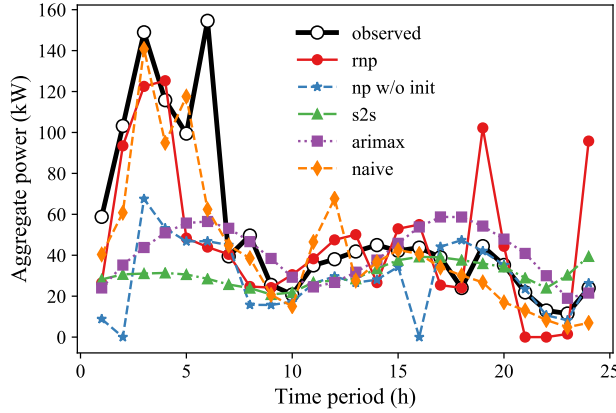 160
140
120
100
80
60
40
20
0
Aggregate power (kW)
observed
rnp
np w/o init
s2s
arimax
naive
0 5 10 15 20 25
Time period (h)